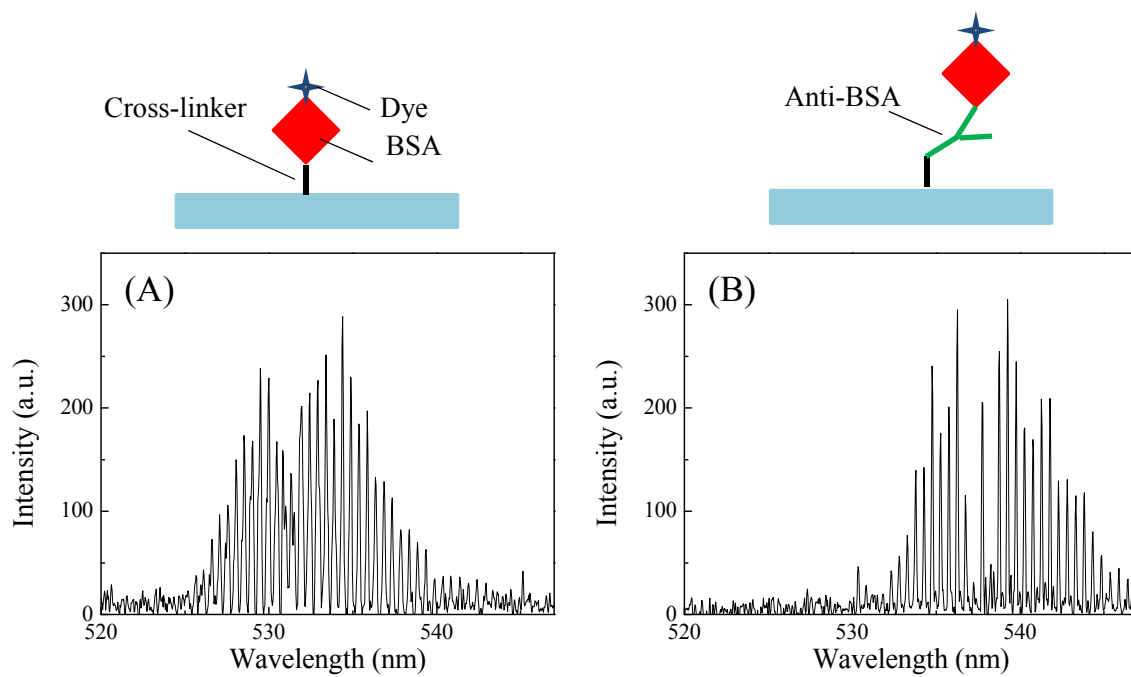 Cross-linker
Dye
BSA
Anti-BSA
(A)
300
200
100
0
520
530
540
Intensity (a.u.)
Wavelength (nm)
(B)
300
200
100
0
520
530
540
Intensity (a.u.)
Wavelength (nm)